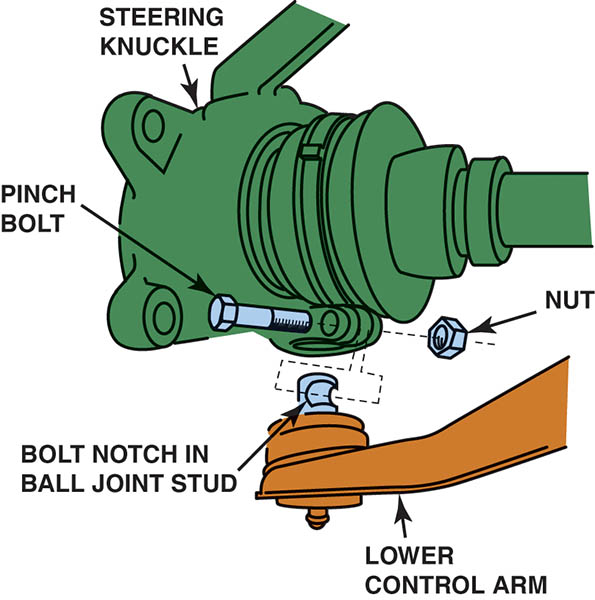 STEERING
KNUCKLE
PINCH
BOLT
NUT
BOLT NOTCH IN
BALL JOINT STUD
LOWER
CONTROL ARM